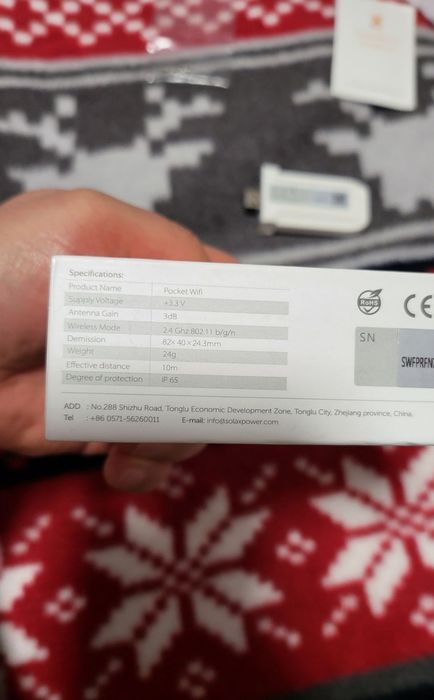 Specifications:
Product Name Pocket Wifi
Supply Voltage +3.3 V
Antenna Gain 3dB
Wireless Mode 2.4 Ghz 802.11 b/g/n
Demission 82× 40 ×24.3mm
Weight 24g
Effective distance 10m
Degree of protection IP 65
RoHS CE
SN
SWFPRFN
ADD : No.288 Shizhu Road, Tonglu Economic Development Zone, Tonglu City, Zhejiang province, China.
Tel : +86 0571-56260011 E-mail: info@solaxpower.com